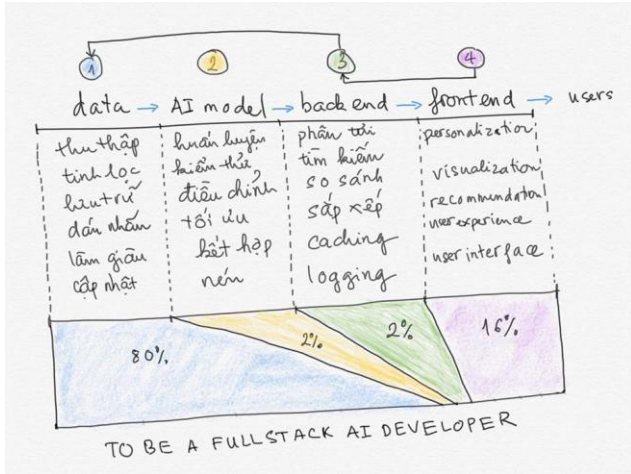 1 2 3 4
data → AI model → backend → frontend → users
thu thập
tinh lọc
lưu trữ
dán nhãn
làm giàu
cập nhật
huấn luyện
kiểm thử
điều chỉnh
tối ưu
kết hợp
nén
phân tải
tìm kiếm
so sánh
sắp xếp
caching
logging
personalization
visualization
recommendation
user experience
user interface
80%
2%
2%
16%
TO BE A FULLSTACK AI DEVELOPER